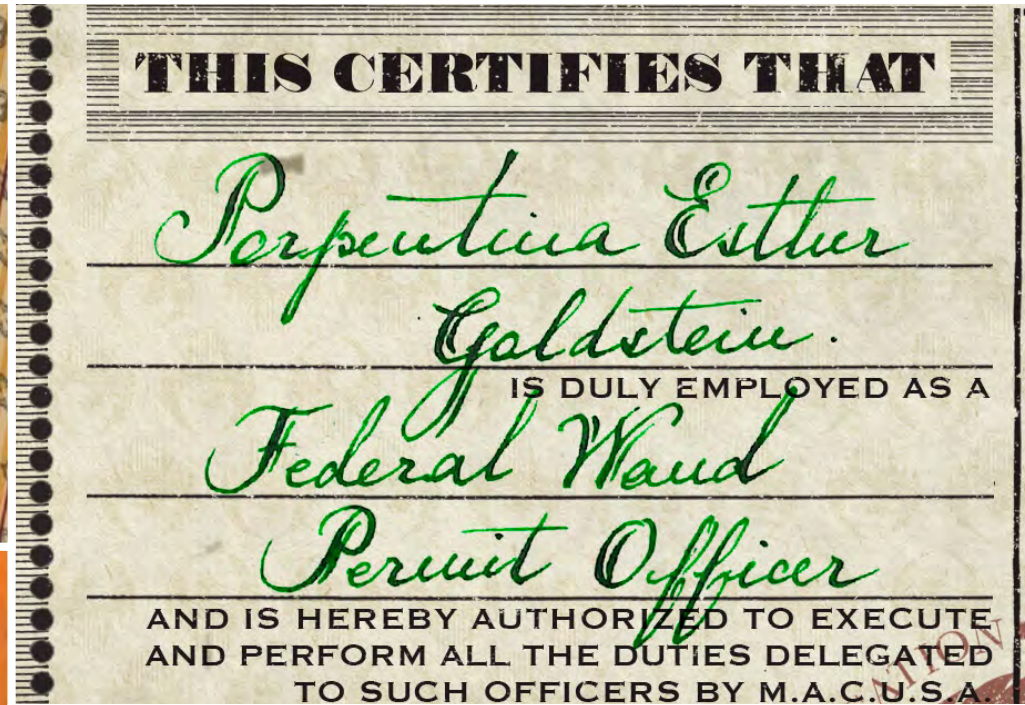 THIS CERTIFIES THAT
Porpentina Esther
Goldstein.
IS DULY EMPLOYED AS A
Federal Wand
Permit Officer
AND IS HEREBY AUTHORIZED TO EXECUTE
AND PERFORM ALL THE DUTIES DELEGATED
TO SUCH OFFICERS BY M.A.C.U.S.A.